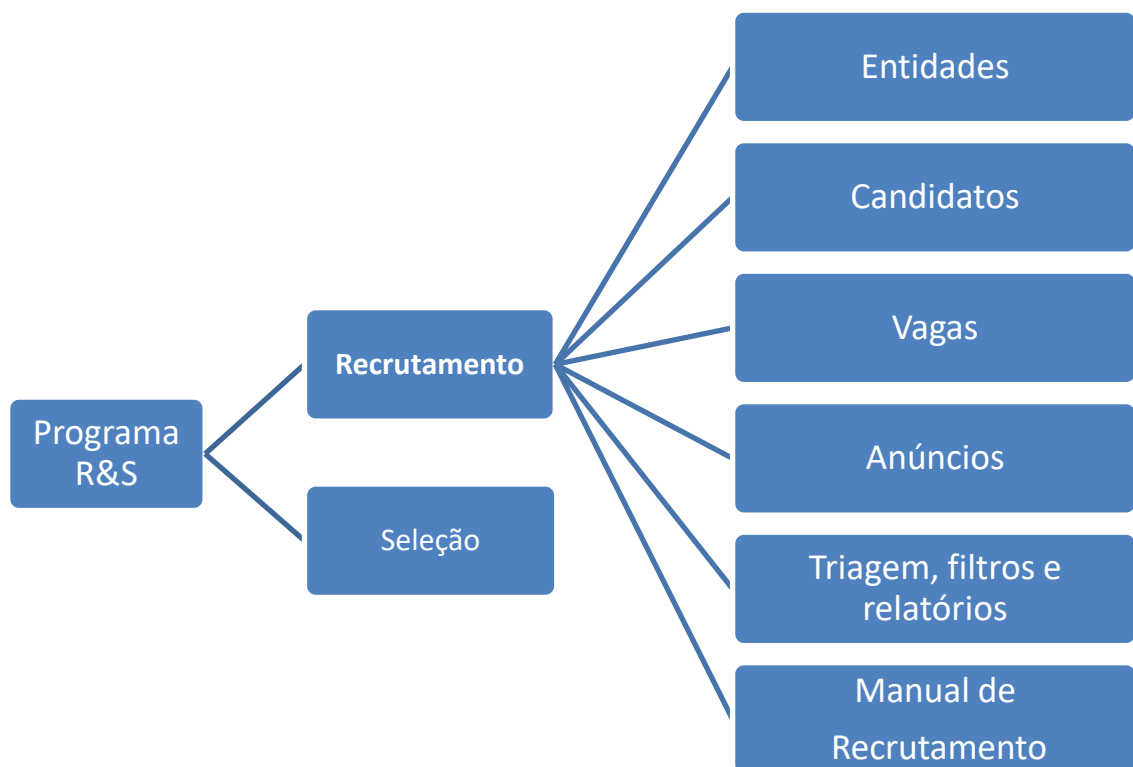 Programa
R&S
Recrutamento
Seleção
Entidades
Candidatos
Vagas
Anúncios
Triagem, filtros e
relatórios
Manual de
Recrutamento